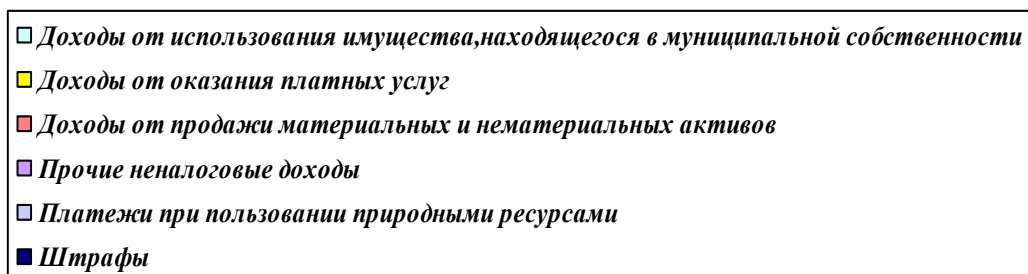 Доходы от использования имущества,находящегося в муниципальной собственности
Доходы от оказания платных услуг
Доходы от продажи материальных и нематериальных активов
Прочие неналоговые доходы
Платежи при пользовании природными ресурсами
Штрафы